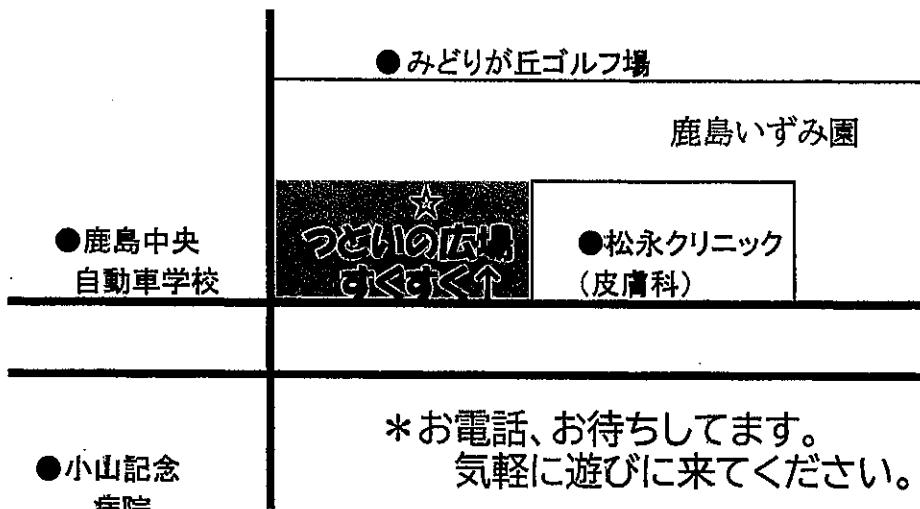 ●みどりが丘ゴルフ場
鹿島いずみ園
☆
つどいの広場
すくすく↑
●鹿島中央
自動車学校
●松永クリニック
(皮膚科)
*お電話、お待ちしてます。
気軽に遊びに来てください。
●小山記念
病院